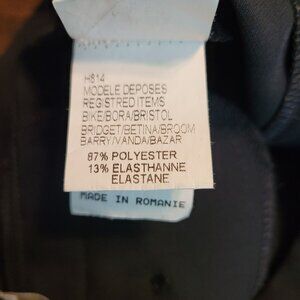 H814
MODELE DEPOSES
REGISTRED ITEMS
BIKE/BORA/BRISTOL
BRIDGET/BETINA/BROOM
BARRY/VANDA/BAZAR
87% POLYESTER
13% ELASTHANNE
ELASTANE
MADE IN ROMANIE